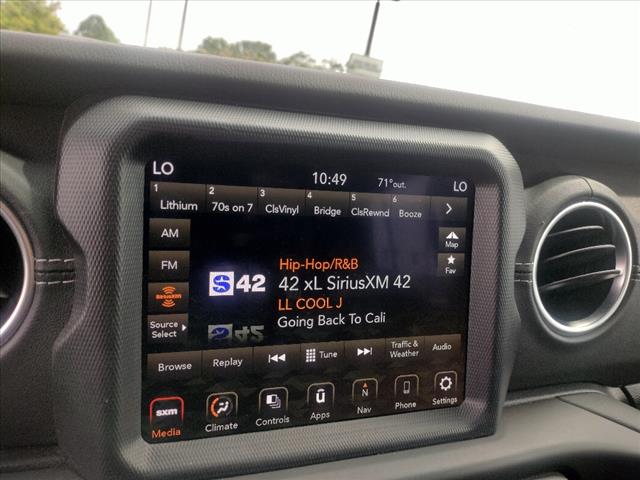 LO 10:49 71°out. LO
1 Lithium 2 70s on 7 3 ClsVinyl 4 Bridge 5 ClsRewnd 6 Booze
AM
Map
FM
Fav
SiriusXM
Hip-Hop/R&B
S 42 42 xL SiriusXM 42
LL COOL J
Going Back To Cali
Source
Select
Browse Replay Tune Traffic &
Weather Audio
sxm
Media Climate Controls ū Apps N Nav Phone Settings